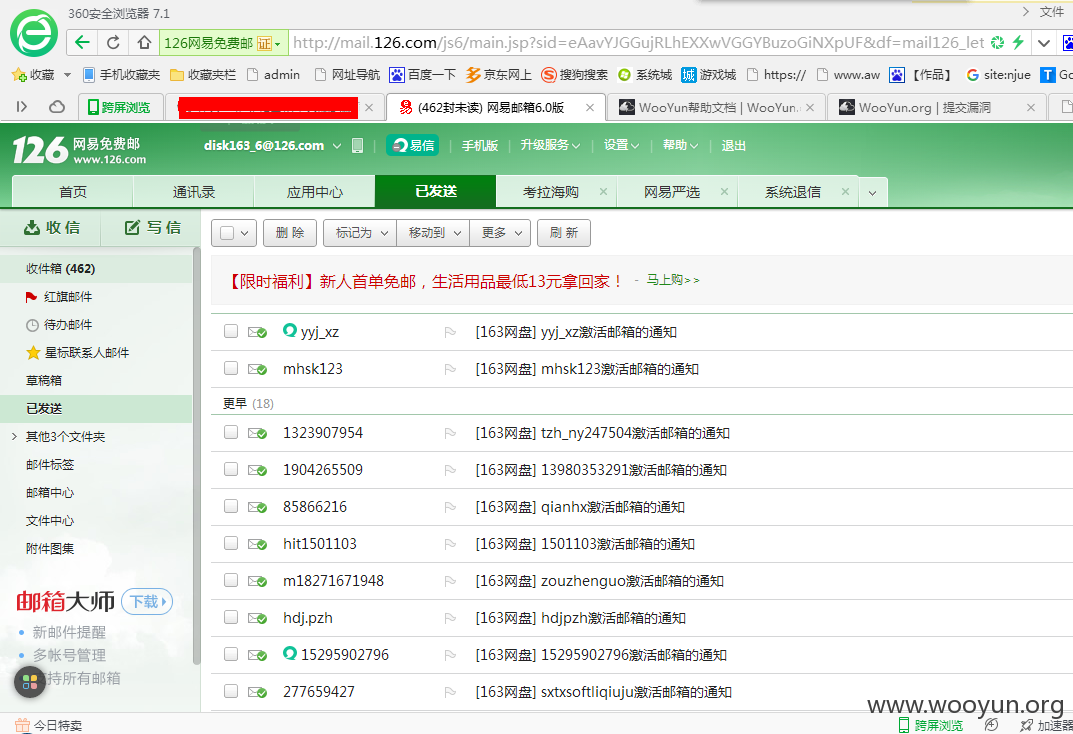 360安全浏览器 7.1 文件
126网易免费邮 证 http://mail.126.com/js6/main.jsp?sid=eAavYJGGujRLhEXXwVGGYBuzoGiNXpUF&df=mail126_let
收藏 手机收藏夹 收藏夹栏 admin 网址导航 百度一下 京东网上 搜狗搜索 系统城 游戏城 https:// www.aw 【作品】 site:njue Go
跨屏浏览 (462封未读) 网易邮箱6.0版 WooYun帮助文档 | WooYun. WooYun.org | 提交漏洞
126 网易免费邮
www.126.com
disk163_6@126.com 易信 手机版 升级服务 设置 帮助 退出
首页 通讯录 应用中心 已发送 考拉海购 网易严选 系统退信
收 信 写 信
删 除 标记为 移动到 更多 刷 新
收件箱 (462)
红旗邮件
待办邮件
星标联系人邮件
草稿箱
已发送
其他3个文件夹
邮件标签
邮箱中心
文件中心
附件图集
邮箱大师 下载
新邮件提醒
多帐号管理
持所有邮箱
【限时福利】新人首单免邮，生活用品最低13元拿回家！ - 马上购>>
yyj_xz [163网盘] yyj_xz激活邮箱的通知
mhsk123 [163网盘] mhsk123激活邮箱的通知
更早 (18)
1323907954 [163网盘] tzh_ny247504激活邮箱的通知
1904265509 [163网盘] 13980353291激活邮箱的通知
85866216 [163网盘] qianhx激活邮箱的通知
hit1501103 [163网盘] 1501103激活邮箱的通知
m18271671948 [163网盘] zouzhenguo激活邮箱的通知
hdj.pzh [163网盘] hdjpzh激活邮箱的通知
15295902796 [163网盘] 15295902796激活邮箱的通知
277659427 [163网盘] sxtxsoftliqiuju激活邮箱的通知
www.wooyun.org
今日特卖 跨屏浏览 加速器